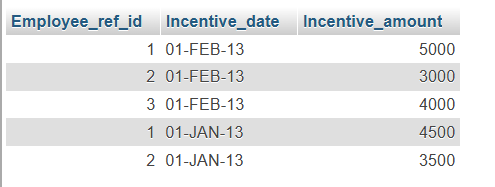 Employee_ref_id Incentive_date Incentive_amount
1 01-FEB-13 5000
2 01-FEB-13 3000
3 01-FEB-13 4000
1 01-JAN-13 4500
2 01-JAN-13 3500